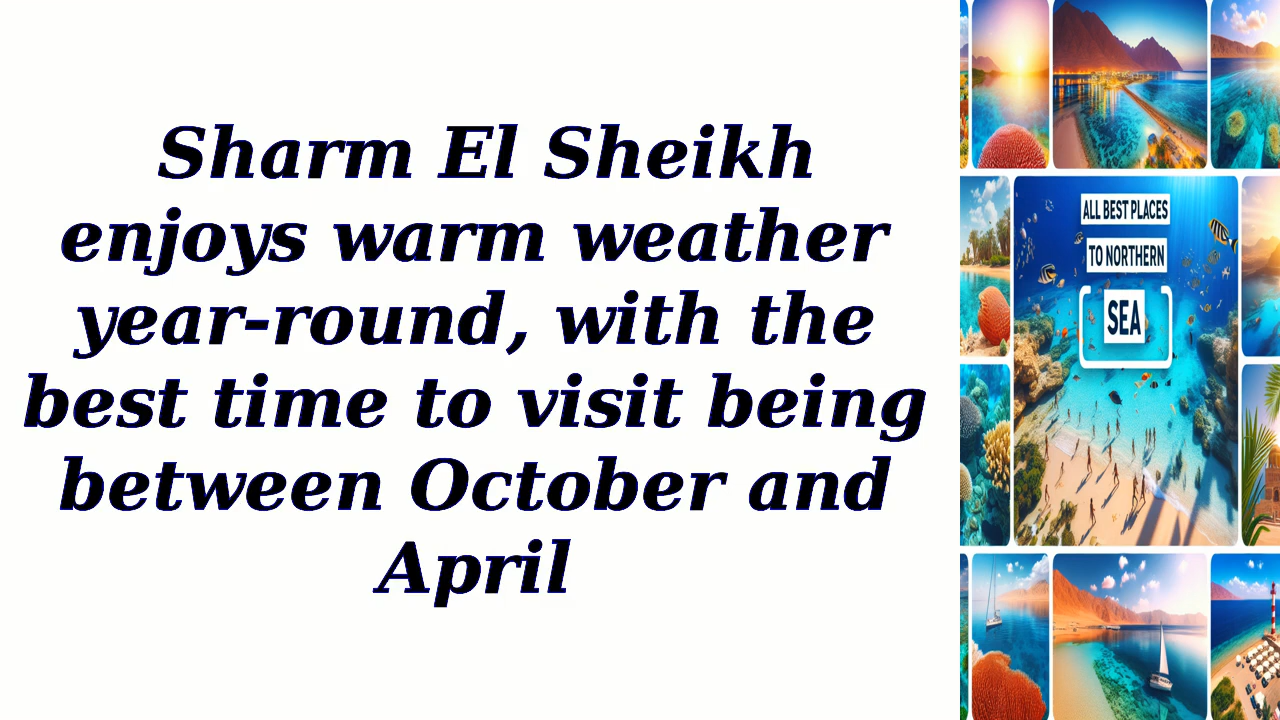 Sharm El Sheikh
enjoys warm weather
year-round, with the
best time to visit being
between October and
April
ALL BEST PLACES
TO NORTHERN
SEA